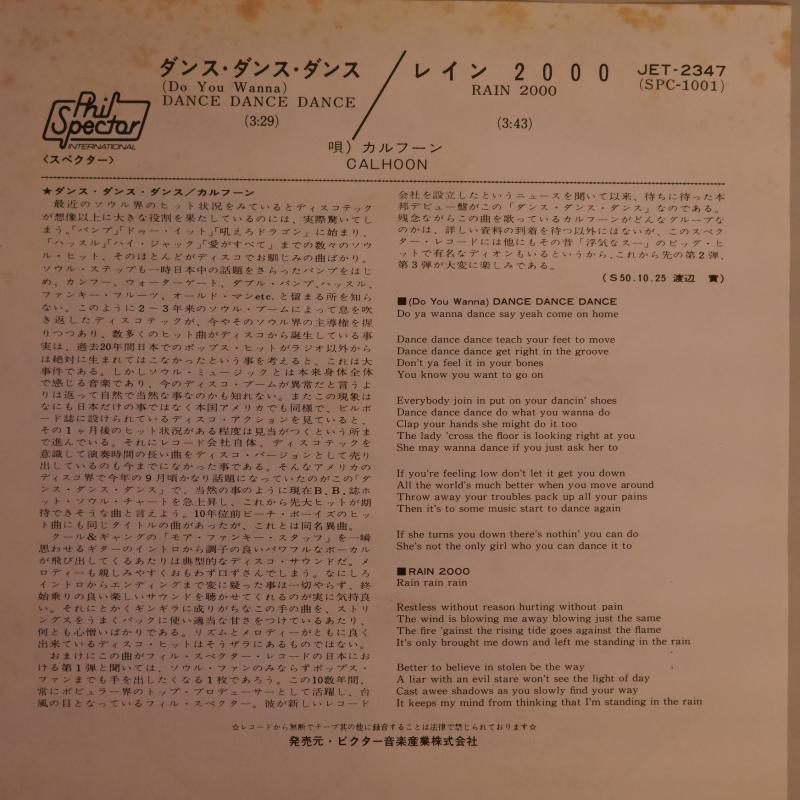 Phil
Spector
INTERNATIONAL
〈スペクター〉
ダンス・ダンス・ダンス
(Do You Wanna)
DANCE DANCE DANCE
(3:29)
レイン 2000
RAIN 2000
(3:43)
JET-2347
(SPC-1001)
唄) カルフーン
CALHOON
★ダンス・ダンス・ダンス/カルフーン
最近のソウル界のヒット状況をみているとディスコテック
が想像以上に大きな役割を果たしているのには、実際驚いてし
まう。「バンプ」「ドゥー・イット」「吼えろドラゴン」に始まり、
「ハッスル」「ハイ・ジャック」「愛がすべて」までの数々のソウ
ル・ヒット、そのほとんどがディスコでお馴じみの曲ばかり。
ソウル・ステップも一時日本中の話題をさらったバンプをはじ
め、カンフー、ウォーターゲート、ダブル・バンプ、ハッスル、
ファンキー・フルーツ、オールド・マンetc. と留まる所を知ら
ない。このように2〜3年来のソウル・ブームによって息を吹
き返したディスコテックが、今やそのソウル界の主導権を握
りつつあり、数多くのヒット曲がディスコから誕生している事
実は、過去20年間日本でのポップス・ヒットがラジオ以外から
は絶対に生まれてはこなかったという事を考えると、これは大
事件である。しかしソウル・ミュージックとは本来身体全体
で感じる音楽であり、今のディスコ・ブームが異常だと言うよ
りは返って自然で当然な事なのかも知れない。またこの現象は
なにも日本だけの事ではなく本国アメリカでも同様で、ビルボ
ード誌に設けられているディスコ・アクションを見ていると、
その1ヶ月後のヒット状況がある程度は見当がつくという所ま
で進んでいる。それにレコード会社自体、ディスコテックを
意識して演奏時間の長い曲をディスコ・バージョンとして売り
出しているのも今までになかった事である。そんなアメリカの
ディスコ界で今年の9月頃かなり話題になっていたのがこの「ダ
ンス・ダンス・ダンス」で、当然の事のように現在B.B.誌ホ
ット・ソウル・チャートを急上昇し、これから先大ヒットが期
待できそうな曲と言えよう。10年位前ビーチ・ボーイズのヒッ
ト曲にも同じタイトルの曲があったが、これとは同名異曲。
クール&ギャングの「モア・ファンキー・スタッフ」を一瞬
思わせるギターのイントロから調子の良いパワフルなボーカル
が飛び出してくるあたりは典型的なディスコ・サウンドだ。メ
ロディーも親しみやすくおもわず口ずさんでしまう。なにしろ
イントロからエンディングまで変に凝った事は一切やらず、終
始乗りの良い楽しいサウンドを聴かせてくれるのが実に気持良
い。それにとかくギンギラに成りがちなこの手の曲を、ストリ
ングスをうまくバックに使い適当な甘さをつけているあたり、
何とも心憎いばかりである。リズムとメロディーがともに良く
出来ているディスコ・ヒットはそうザラにあるものではない。
おまけにこの曲がフィル・スペクター・レコードの日本にお
ける第1弾と聞いては、ソウル・ファンのみならずポップス・
ファンまでも手を出したくなる1枚であろう。この10数年間、
常にポピュラー界のトップ・プロデューサーとして活躍し、台
風の目となっているフィル・スペクター。彼が新しいレコード
会社を設立したというニュースを聞いて以来、待ちに待った本
邦デビュー盤がこの「ダンス・ダンス・ダンス」なのである。
残念ながらこの曲を歌っているカルフーンがどんなグループな
のかは、詳しい資料の到着を待つ以外にはないが、このスペク
ター・レコードには他にもその昔「浮気なスー」のビッグ・ヒ
ットで有名なディオンもいるというから、これから先の第2弾、
第3弾が大変に楽しみである。
(S50.10.25 渡辺 實)
■(Do You Wanna) DANCE DANCE DANCE
Do ya wanna dance say yeah come on home
Dance dance dance teach your feet to move
Dance dance dance get right in the groove
Don't ya feel it in your bones
You know you want to go on
Everybody join in put on your dancin' shoes
Dance dance dance do what you wanna do
Clap your hands she might do it too
The lady 'cross the floor is looking right at you
She may wanna dance if you just ask her to
If you're feeling low don't let it get you down
All the world's much better when you move around
Throw away your troubles pack up all your pains
Then it's to some music start to dance again
If she turns you down there's nothin' you can do
She's not the only girl who you can dance it to
■RAIN 2000
Rain rain rain
Restless without reason hurting without pain
The wind is blowing me away blowing just the same
The fire 'gainst the rising tide goes against the flame
It's only brought me down and left me standing in the rain
Better to believe in stolen be the way
A liar with an evil stare won't see the light of day
Cast awee shadows as you slowly find your way
It keeps my mind from thinking that I'm standing in the rain
☆レコードから無断でテープ其の他に録音することは法律で禁じられております☆
発売元・ビクター音楽産業株式会社